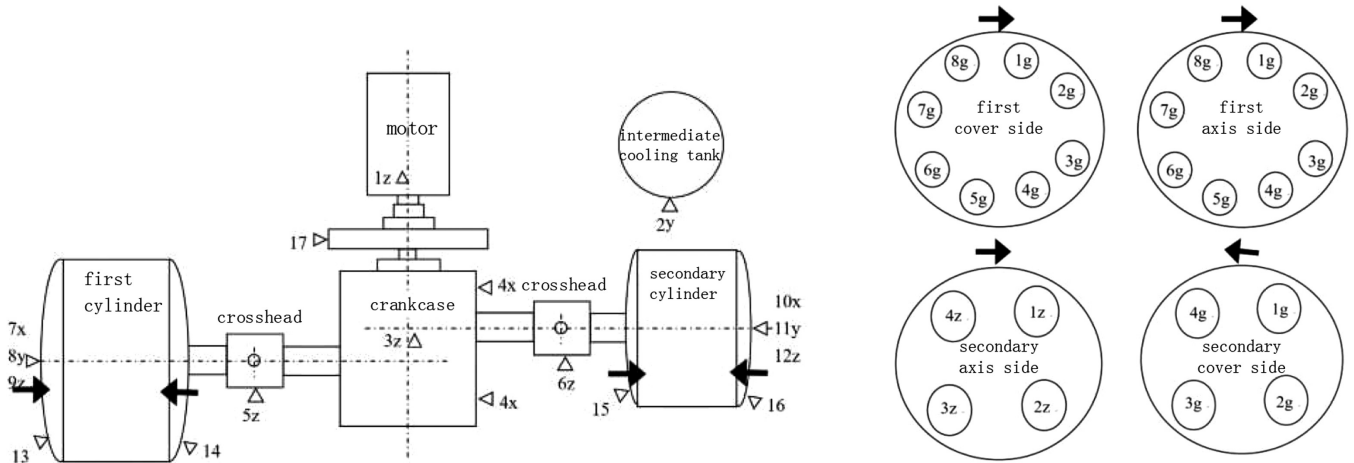 motor
1z
intermediate
cooling tank
2y
17
first
cylinder
crosshead
crankcase
4x
crosshead
secondary
cylinder
7x
8y
9z
3z
10x
11y
12z
5z
6z
4x
15
16
13
14
8g
1g
7g
2g
first
cover side
6g
3g
5g
4g
8g
1g
7g
2g
first
axis side
6g
3g
5g
4g
4z
1z
secondary
axis side
3z
2z
4g
1g
secondary
cover side
3g
2g